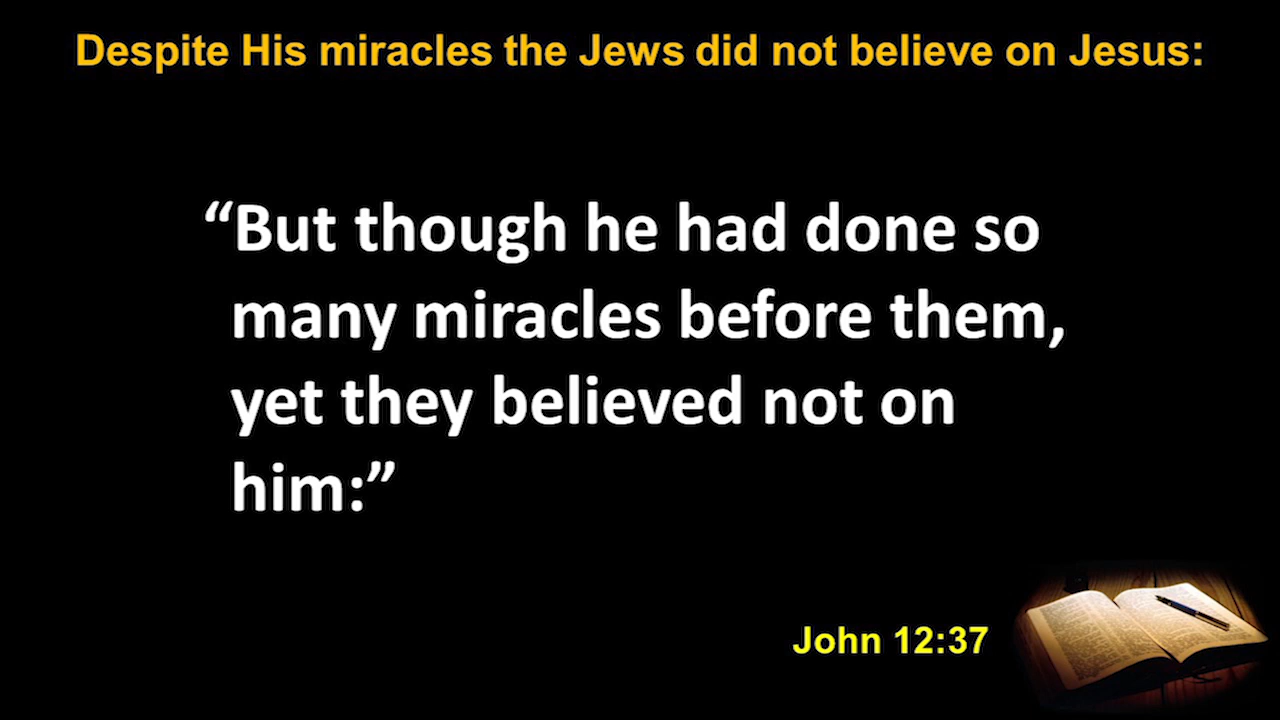 Despite His miracles the Jews did not believe on Jesus:
“But though he had done so
many miracles before them,
yet they believed not on
him:”
John 12:37